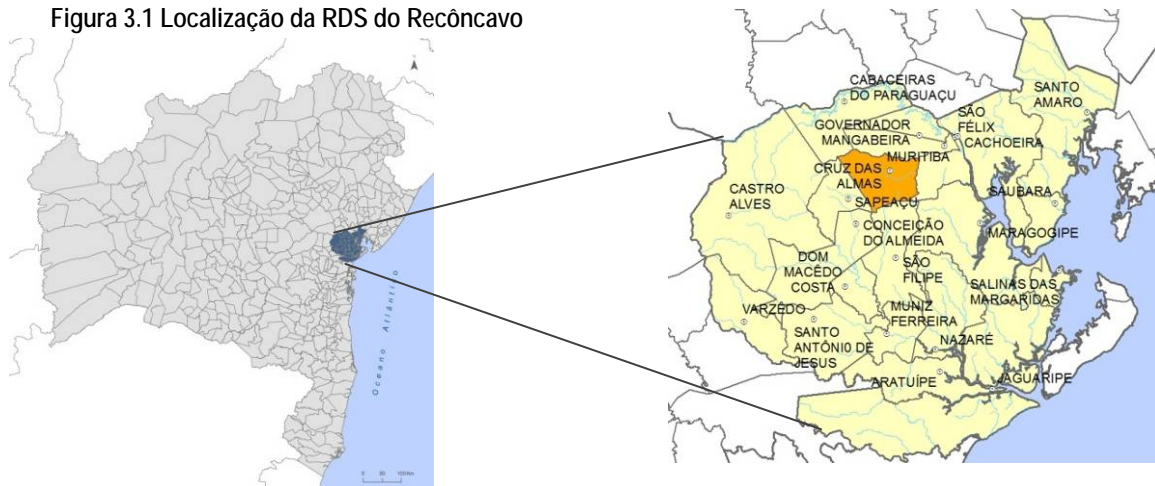 Figura 3.1 Localização da RDS do Recôncavo
Oceano Atlântico
CABACEIRAS
DO PARAGUAÇU
SANTO
AMARO
SÃO
FÉLIX
CACHOEIRA
GOVERNADOR
MANGABEIRA
MURITIBA
CRUZ DAS
ALMAS
CASTRO
ALVES
SAPEAÇU
SAUBARA
CONCEIÇÃO
DO ALMEIDA
MARAGOGIPE
DOM
MACÊDO
COSTA
SÃO
FILIPE
SALINAS DAS
MARGARIDAS
VARZÊDO
MUNIZ
FERREIRA
SANTO
ANTÔNI0 DE
JESUS
NAZARÉ
ARATUÍPE
JAGUARIPE